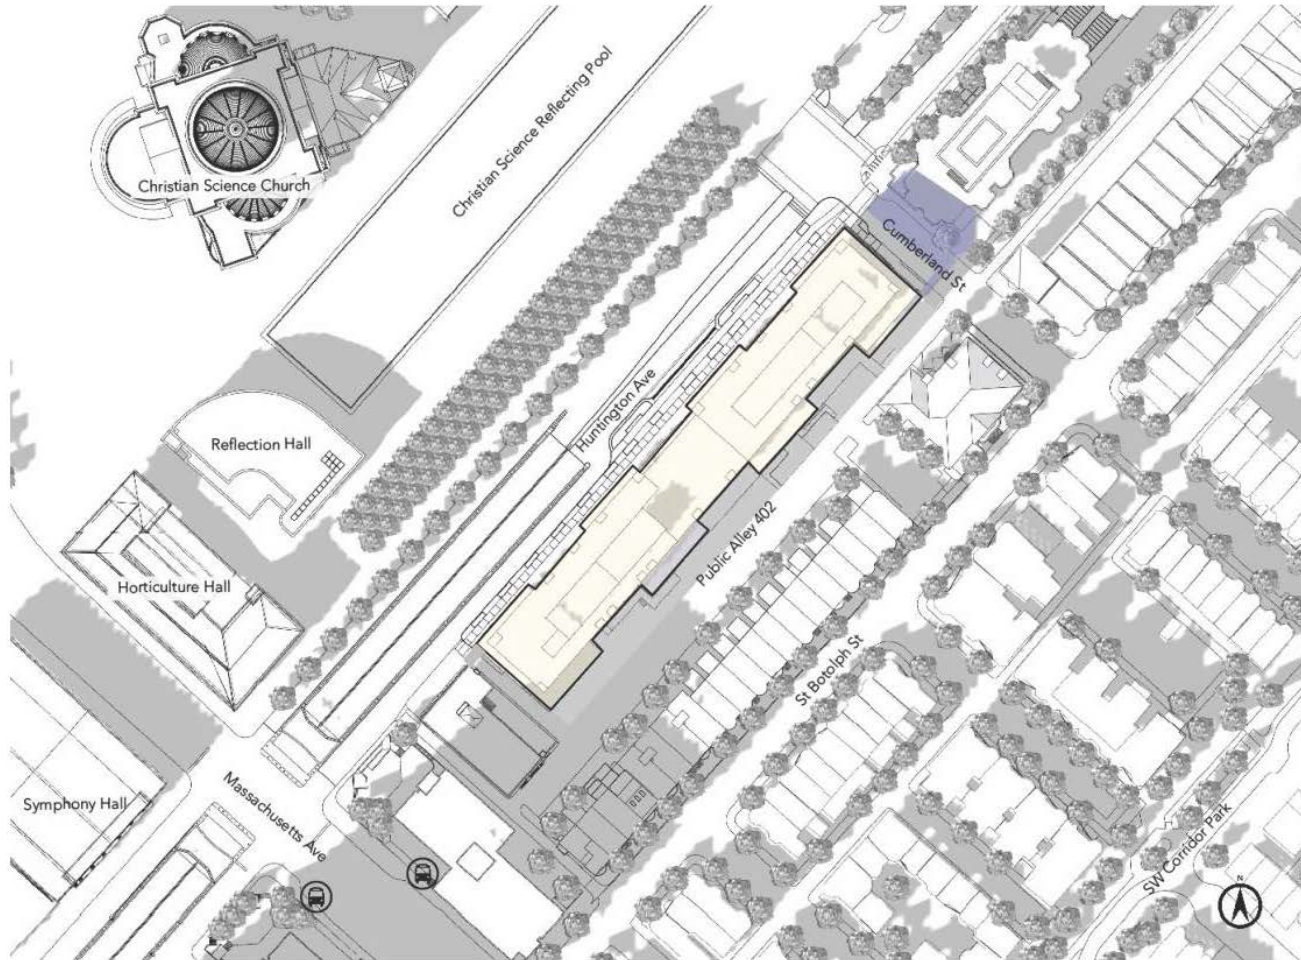 Christian Science Church
Christian Science Reflecting Pool
Cumberland St
Huntington Ave
Reflection Hall
Horticulture Hall
Public Alley 402
St Botolph St
Symphony Hall
Massachusetts Ave
SW Corridor Park
N